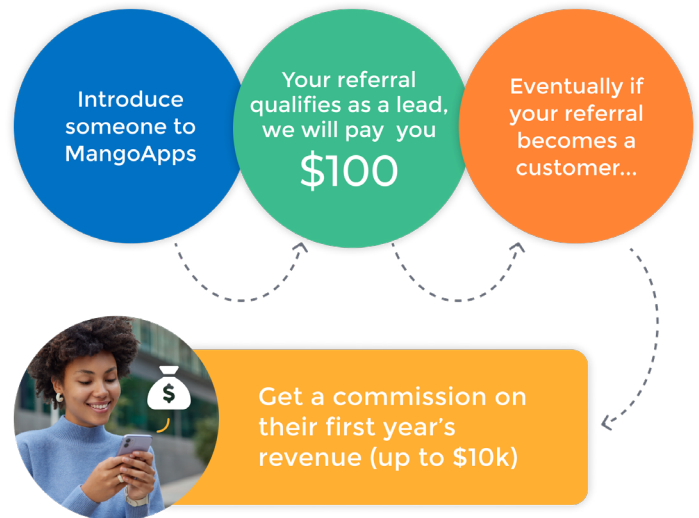 Introduce
someone to
MangoApps
Your referral
qualifies as a lead,
we will pay you
$100
Eventually if
your referral
becomes a
customer...
$
Get a commission on
their first year's
revenue (up to $10k)